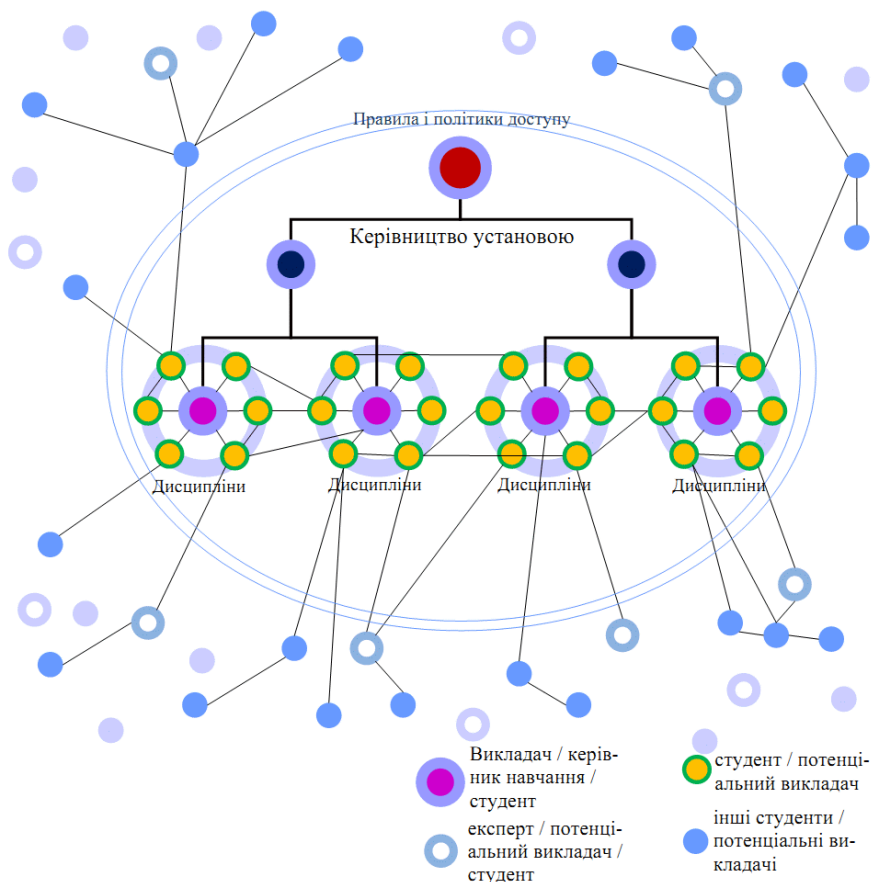 Правила і політики доступу
Керівництво установою
Дисципліни
Дисципліни
Дисципліни
Дисципліни
Викладач / керів-
ник навчання /
студент
експерт / потенці-
альний викладач /
студент
студент / потенці-
альний викладач
інші студенти /
потенціальні ви-
кладачі